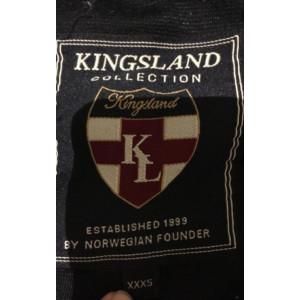 KINGSLAND
COLLECTION
Kingsland
KL
ESTABLISHED 1999
BY NORWEGIAN FOUNDER
XXXS